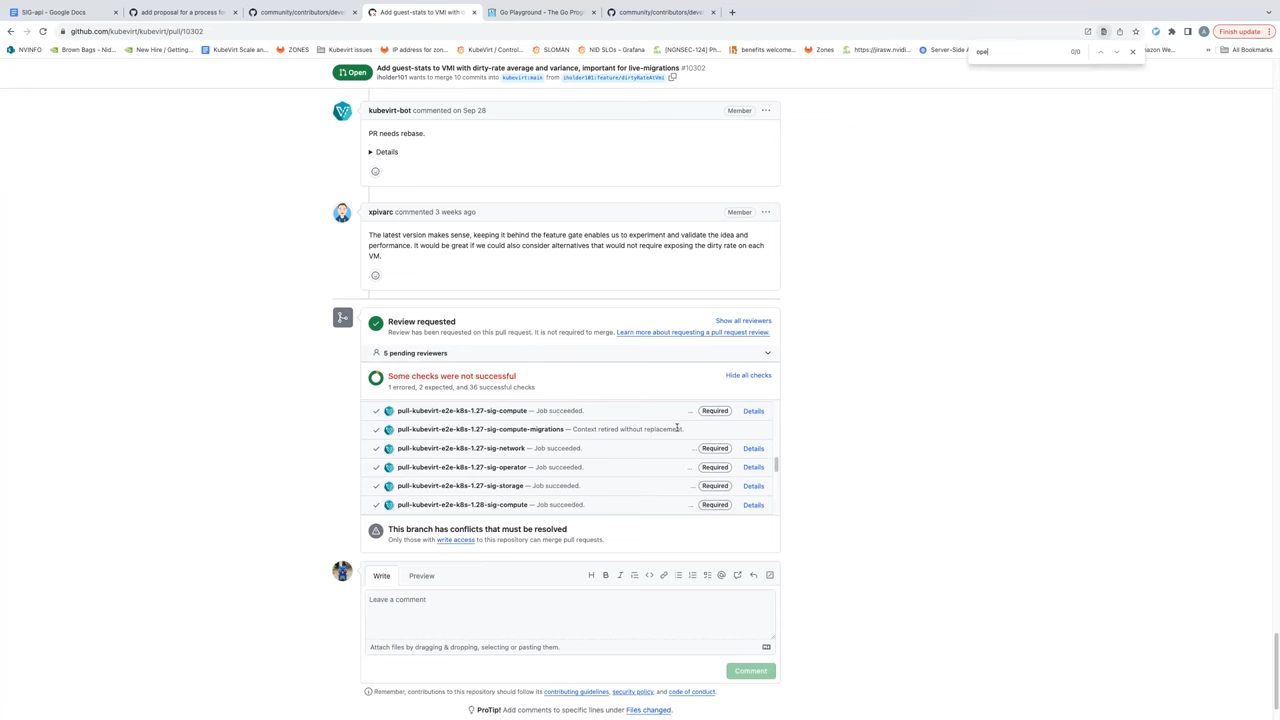 SIG-api - Google Docs
add proposal for a process fo
community/contributors/deve
Add guest-stats to VMI with d
Go Playground - The Go Prog
community/contributors/deve
github.com/kubevirt/kubevirt/pull/10302
Finish update
NVINFO
Brown Bags - Nvid...
New Hire / Getting...
KubeVirt Scale an...
ZONES
Kubevirt issues
IP address for zon...
KubeVirt / Control...
SLOMAN
NID SLOs – Grafana
[NGNSEC-124] Ph...
benefits welcome...
Zones
https://jirasw.nvidi...
Server-Side A
azon We...
»
All Bookmarks
ope
0/0
Open
Add guest-stats to VMI with dirty-rate average and variance, important for live-migrations #10302
iholder101 wants to merge 10 commits into kubevirt:main from iholder101:feature/dirtyRateAtVmi
kubevirt-bot commented on Sep 28
Member
PR needs rebase.
Details
xpivarc commented 3 weeks ago
Member
The latest version makes sense, keeping it behind the feature gate enables us to experiment and validate the idea and
performance. It would be great if we could also consider alternatives that would not require exposing the dirty rate on each
VM.
Review requested
Show all reviewers
Review has been requested on this pull request. It is not required to merge. Learn more about requesting a pull request review.
5 pending reviewers
Some checks were not successful
Hide all checks
1 errored, 2 expected, and 36 successful checks
pull-kubevirt-e2e-k8s-1.27-sig-compute — Job succeeded. ... Required Details
pull-kubevirt-e2e-k8s-1.27-sig-compute-migrations — Context retired without replacement.
pull-kubevirt-e2e-k8s-1.27-sig-network — Job succeeded. ... Required Details
pull-kubevirt-e2e-k8s-1.27-sig-operator — Job succeeded. ... Required Details
pull-kubevirt-e2e-k8s-1.27-sig-storage — Job succeeded. ... Required Details
pull-kubevirt-e2e-k8s-1.28-sig-compute — Job succeeded. ... Required Details
This branch has conflicts that must be resolved
Only those with write access to this repository can merge pull requests.
Write
Preview
Leave a comment
Attach files by dragging & dropping, selecting or pasting them.
Comment
Remember, contributions to this repository should follow its contributing guidelines, security policy, and code of conduct.
ProTip! Add comments to specific lines under Files changed.